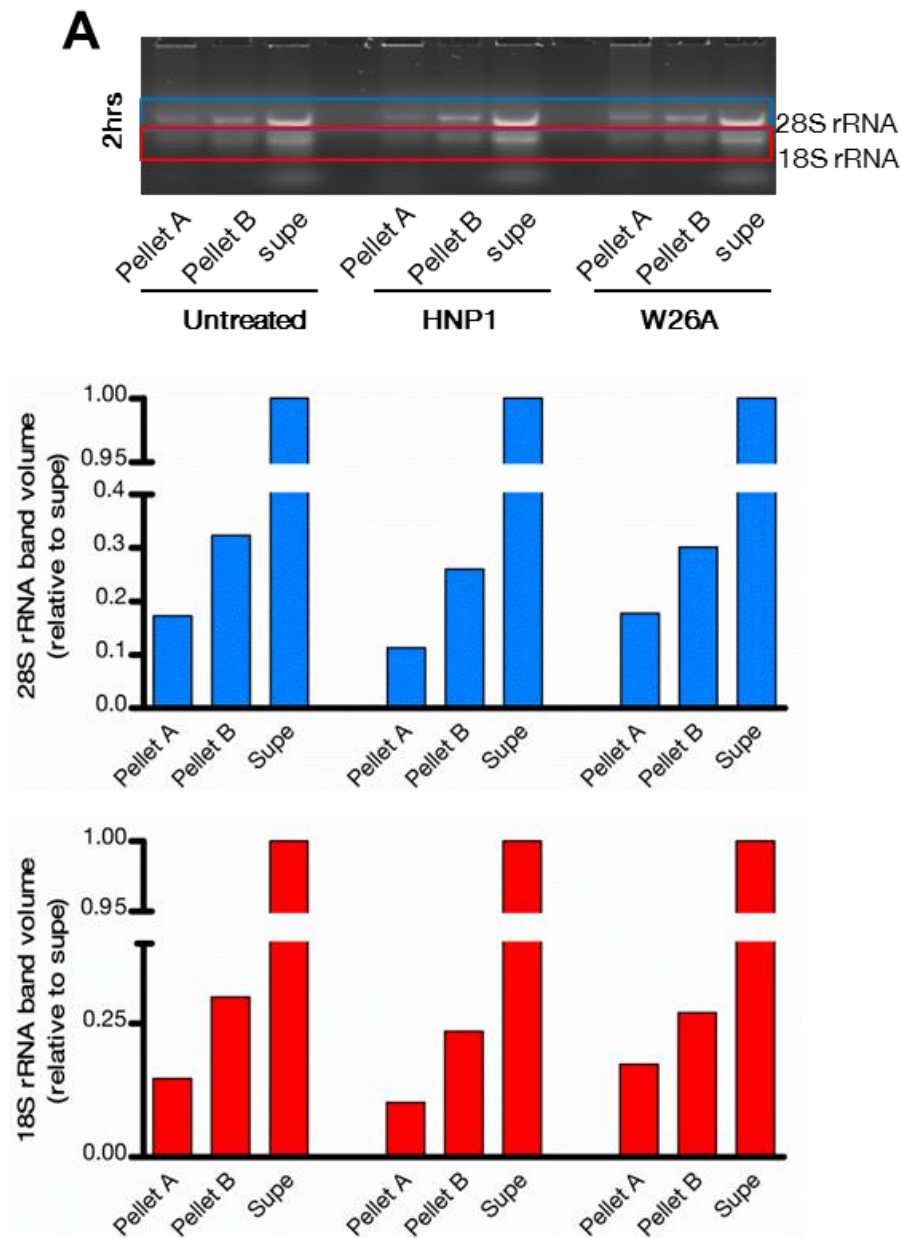 A
2hrs
28S rRNA
18S rRNA
Pellet A Pellet B supe Pellet A Pellet B supe Pellet A Pellet B supe
Untreated HNP1 W26A
28S rRNA band volume
(relative to supe)
1.00
0.95
0.4
0.3
0.2
0.1
0.0
Pellet A Pellet B Supe Pellet A Pellet B Supe Pellet A Pellet B Supe
18S rRNA band volume
(relative to supe)
1.00
0.95
0.25
0.00
Pellet A Pellet B Supe Pellet A Pellet B Supe Pellet A Pellet B Supe